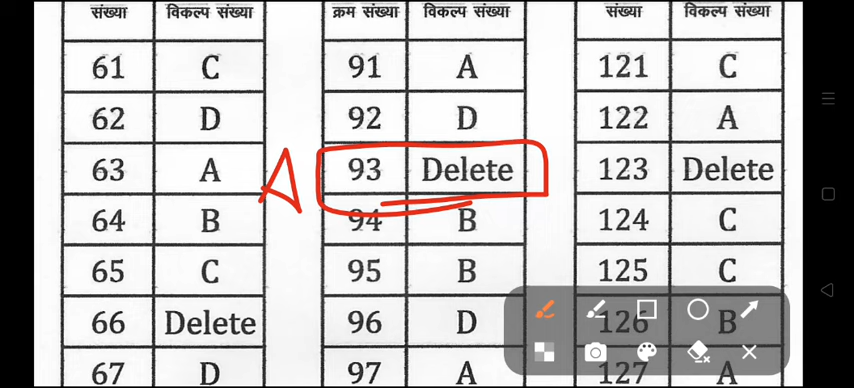 संख्या विकल्प संख्या क्रम संख्या विकल्प संख्या संख्या विकल्प संख्या
61 C 91 A 121 C
62 D 92 D 122 A
A
63 A 93 Delete 123 Delete
64 B 94 B 124 C
65 C 95 B 125 C
66 Delete 96 D 126 B
67 D 97 A 127 A